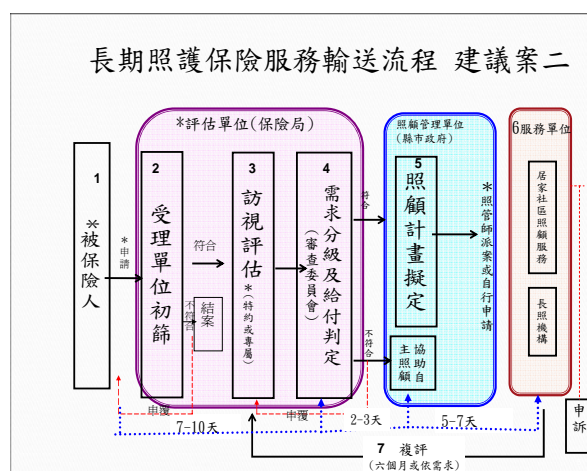 長期照護保險服務輸送流程 建議案二
*評估單位(保險局)
照顧管理單位
(縣市政府)
6服務單位
1
*被保險人
*申請
2
受理單位初篩
符合
不符合
結案
3
訪視評估
*(特約或專屬)
4
需求分級及給付判定
(審查委員會)
符合
不符合
5
照顧計畫擬定
協助自
主照顧
*照管師派案或自行申請
居家社區照顧服務
長照機構
申覆
申覆
7-10天
2-3天
5-7天
申訴
7 複評
(六個月或依需求)